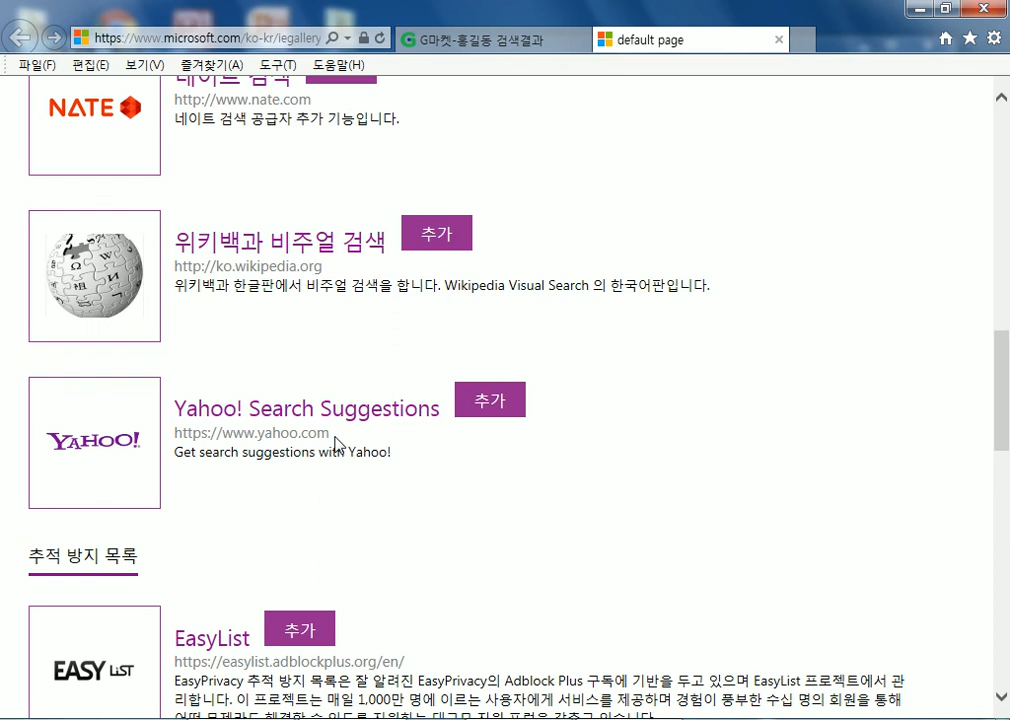 https://www.microsoft.com/ko-kr/iegallery
G마켓-홍길동 검색결과
default page
파일(F) 편집(E) 보기(V) 즐겨찾기(A) 도구(T) 도움말(H)
네이트 검색
NATE
http://www.nate.com
네이트 검색 공급자 추가 기능입니다.
위키백과 비주얼 검색 추가
http://ko.wikipedia.org
위키백과 한글판에서 비주얼 검색을 합니다. Wikipedia Visual Search 의 한국어판입니다.
Yahoo! Search Suggestions 추가
YAHOO!
https://www.yahoo.com
Get search suggestions with Yahoo!
추적 방지 목록
EasyList 추가
EASY LIST
https://easylist.adblockplus.org/en/
EasyPrivacy 추적 방지 목록은 잘 알려진 EasyPrivacy의 Adblock Plus 구독에 기반을 두고 있으며 EasyList 프로젝트에서 관
리합니다. 이 프로젝트는 매일 1,000만 명에 이르는 사용자에게 서비스를 제공하며 경험이 풍부한 수십 명의 회원을 통해